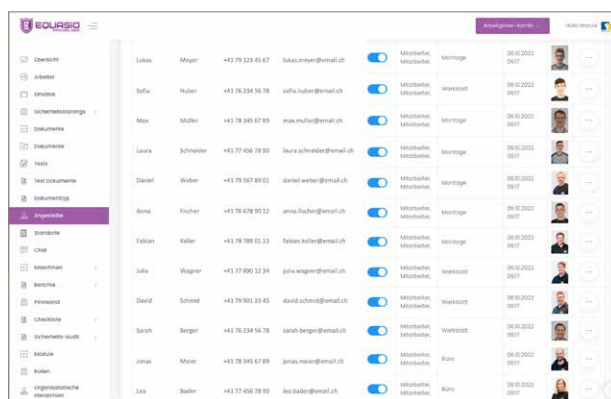 EQUASIO
Arbeitgeber-Admin
Hallo Marcel
Übersicht
Arbeiter
Einsätze
Sicherheitstrainings
Dokumente
Dokumente
Tests
Test Dokumente
Dokumenttyp
Angestellte
Standorte
Chat
Maschinen
Berichte
Pinnwand
Checkliste
Sicherheits-Audit
Module
Rollen
Organisatorische
Hierarchien
Lukas Meyer +41 79 123 45 67 lukas.meyer@email.ch Mitarbeiter, Mitarbeiter, Montage 06.10.2022 09:17
Sofia Huber +41 76 234 56 78 sofia.huber@email.ch Mitarbeiter, Mitarbeiter, Werkstatt 06.10.2022 09:17
Max Müller +41 78 345 67 89 max.müller@email.ch Mitarbeiter, Mitarbeiter, Montage 06.10.2022 09:17
Laura Schneider +41 77 456 78 90 laura.schneider@email.ch Mitarbeiter, Mitarbeiter, Montage 06.10.2022 09:17
Daniel Weber +41 79 567 89 01 daniel.weber@email.ch Mitarbeiter, Mitarbeiter, Montage 06.10.2022 09:17
Anna Fischer +41 76 678 90 12 anna.fischer@email.ch Mitarbeiter, Mitarbeiter, Montage 06.10.2022 09:17
Fabian Keller +41 78 789 01 23 fabian.keller@email.ch Mitarbeiter, Mitarbeiter, Montage 06.10.2022 09:17
Julia Wagner +41 77 890 12 34 julia.wagner@email.ch Mitarbeiter, Mitarbeiter, Werkstatt 06.10.2022 09:17
David Schmid +41 79 901 23 45 david.schmid@email.ch Mitarbeiter, Mitarbeiter, Werkstatt 06.10.2022 09:17
Sarah Berger +41 76 234 56 78 sarah.berger@email.ch Mitarbeiter, Mitarbeiter, Werkstatt 06.10.2022 09:17
Jonas Meier +41 78 345 67 89 jonas.meier@email.ch Mitarbeiter, Mitarbeiter, Büro 06.10.2022 09:17
Lea Bader +41 77 456 78 90 lea.bader@email.ch Mitarbeiter, Mitarbeiter, Büro 06.10.2022 09:17